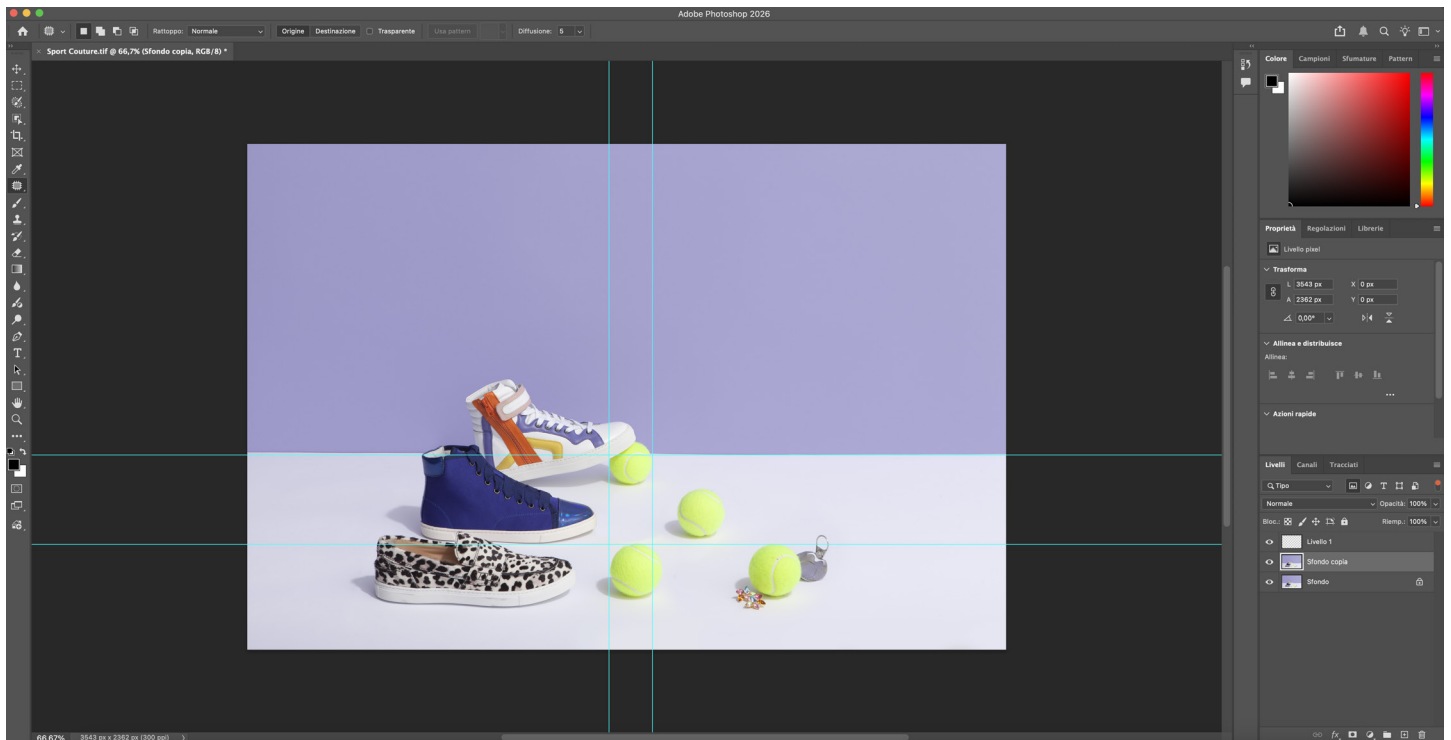 Adobe Photoshop 2026
Rattoppo: Normale Origine Destinazione Trasparente Usa pattern Diffusione: 5
× Sport Couture.tif @ 66,7% (Sfondo copia, RGB/8) *
Colore Campioni Sfumature Pattern
Proprietà Regolazioni Librerie
Livello pixel
Trasforma
L 3543 px X 0 px
A 2362 px Y 0 px
0,00°
Allinea e distribuisce
Allinea:
Azioni rapide
Livelli Canali Tracciati
Tipo
Normale Opacità: 100%
Bloc.: Riemp.: 100%
Livello 1
Sfondo copia
Sfondo
66,67% 3543 px x 2362 px (300 ppi)